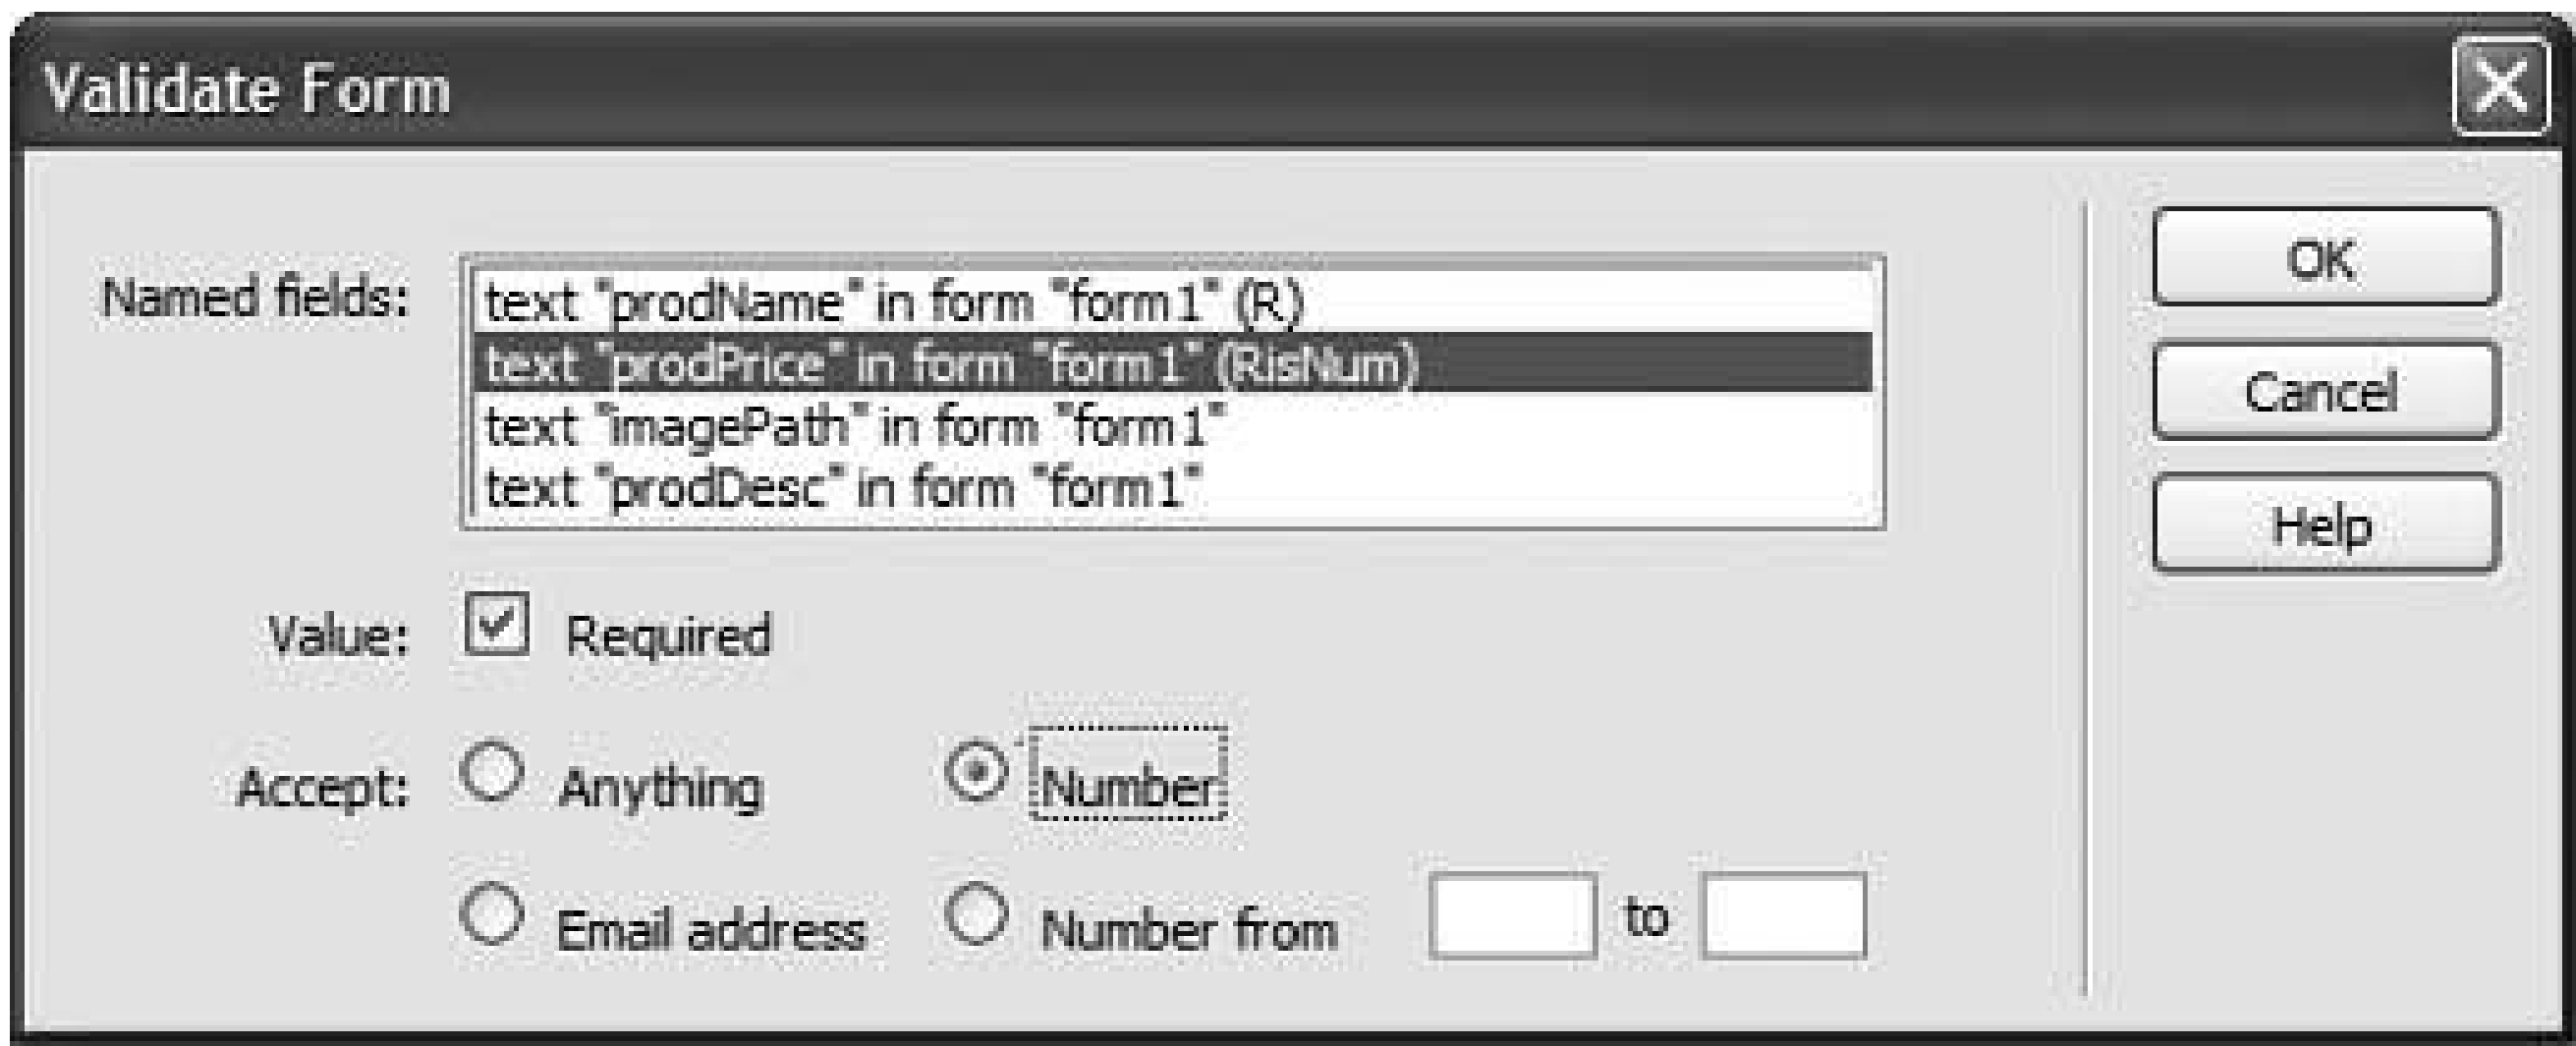 Validate Form
Named fields:
text "prodName" in form "form1" (R)
text "prodPrice" in form "form1" (RisNum)
text "imagePath" in form "form1"
text "prodDesc" in form "form1"
Value: Required
Accept: Anything Number
Email address Number from to
OK
Cancel
Help